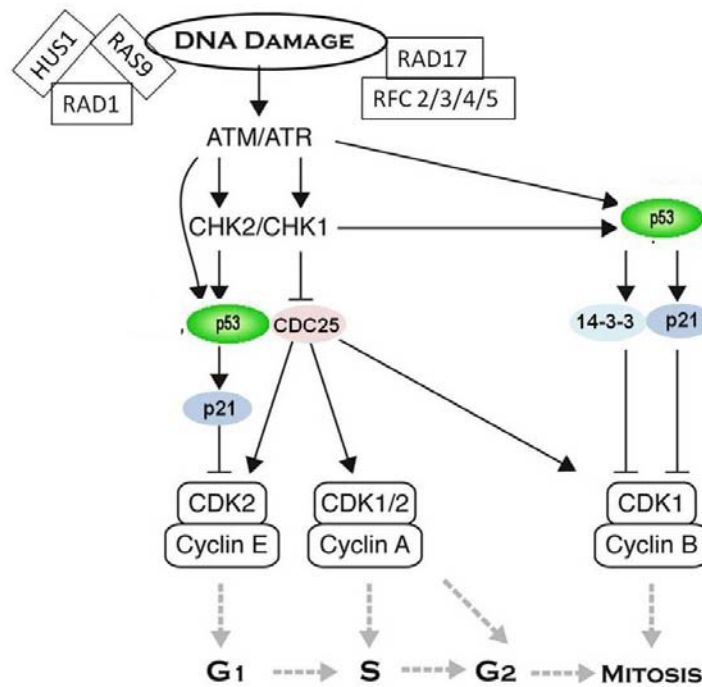 DNA DAMAGE
HUS1
RAS9
RAD1
RAD17
RFC 2/3/4/5
ATM/ATR
CHK2/CHK1
p53
p53
CDC25
14-3-3
p21
p21
CDK2
Cyclin E
CDK1/2
Cyclin A
CDK1
Cyclin B
G1
S
G2
MITOSIS